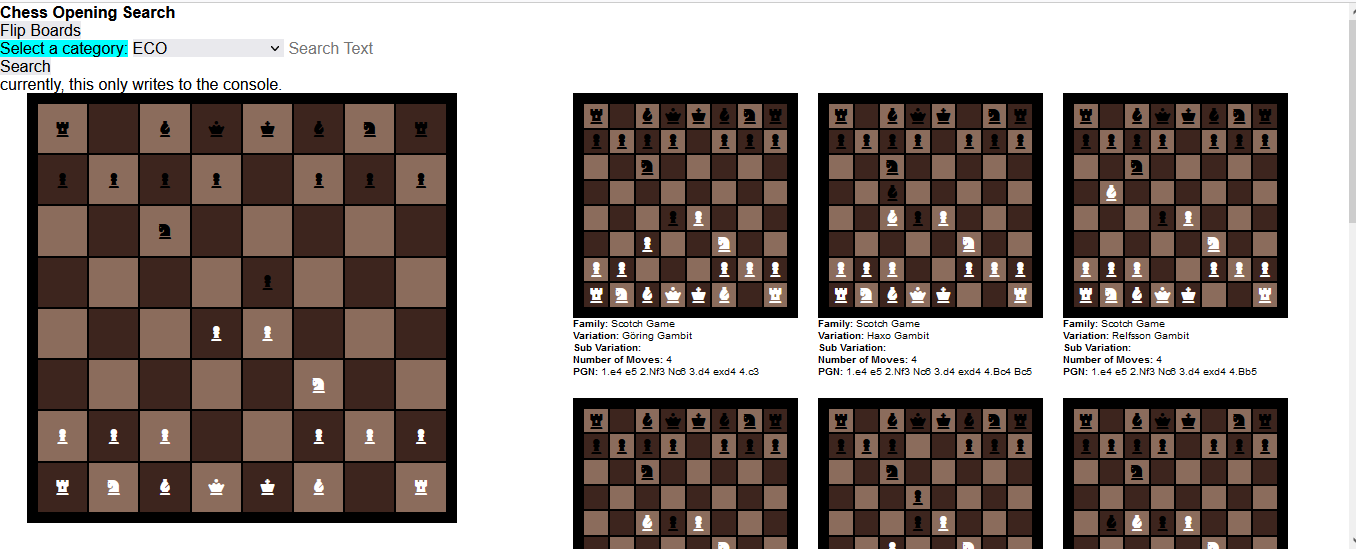 Chess Opening Search
Flip Boards
Select a category: ECO Search Text
Search
currently, this only writes to the console.
Family: Scotch Game
Variation: Göring Gambit
Sub Variation:
Number of Moves: 4
PGN: 1.e4 e5 2.Nf3 Nc6 3.d4 exd4 4.c3
Family: Scotch Game
Variation: Haxo Gambit
Sub Variation:
Number of Moves: 4
PGN: 1.e4 e5 2.Nf3 Nc6 3.d4 exd4 4.Bc4 Bc5
Family: Scotch Game
Variation: Relfsson Gambit
Sub Variation:
Number of Moves: 4
PGN: 1.e4 e5 2.Nf3 Nc6 3.d4 exd4 4.Bb5